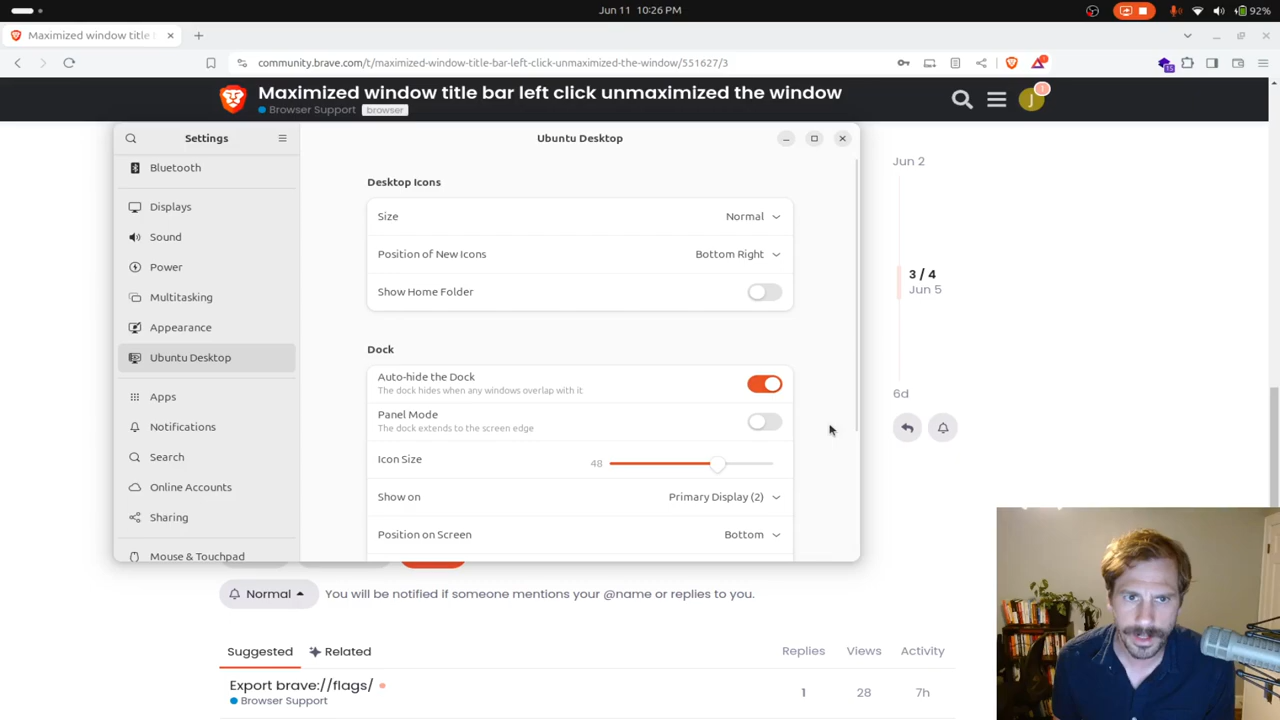 Jun 11 10:26 PM
92%
Maximized window title
community.brave.com/t/maximized-window-title-bar-left-click-unmaximized-the-window/551627/3
15
Maximized window title bar left click unmaximized the window
Browser Support
browser
J
1
Settings
Bluetooth
Displays
Sound
Power
Multitasking
Appearance
Ubuntu Desktop
Apps
Notifications
Search
Online Accounts
Sharing
Mouse & Touchpad
Ubuntu Desktop
Desktop Icons
Size
Normal
Position of New Icons
Bottom Right
Show Home Folder
Dock
Auto-hide the Dock
The dock hides when any windows overlap with it
Panel Mode
The dock extends to the screen edge
Icon Size
48
Show on
Primary Display (2)
Position on Screen
Bottom
Jun 2
3 / 4
Jun 5
6d
Normal
You will be notified if someone mentions your @name or replies to you.
Suggested
Related
Replies
Views
Activity
Export brave://flags/
Browser Support
1
28
7h